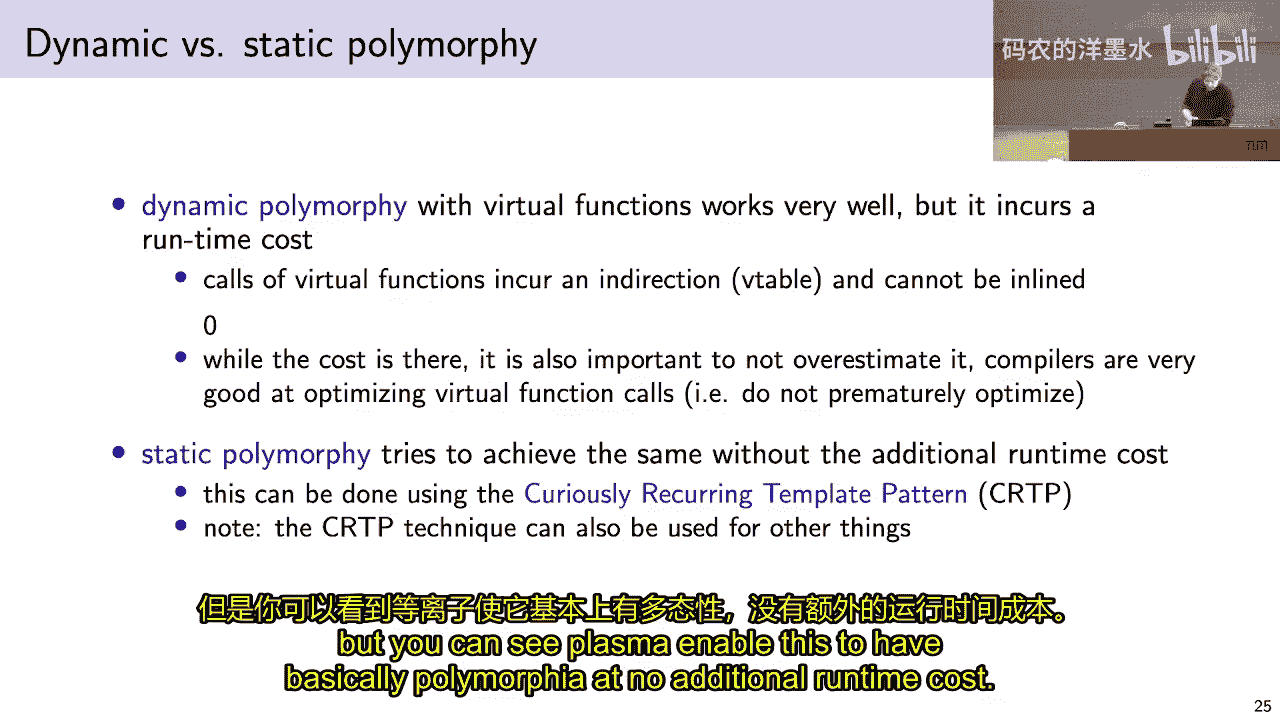 Dynamic vs. static polymorphy
码农的洋墨水 bilibili
• dynamic polymorphy with virtual functions works very well, but it incurs a
run-time cost
• calls of virtual functions incur an indirection (vtable) and cannot be inlined
0
• while the cost is there, it is also important to not overestimate it, compilers are very
good at optimizing virtual function calls (i.e. do not prematurely optimize)
• static polymorphy tries to achieve the same without the additional runtime cost
• this can be done using the Curiously Recurring Template Pattern (CRTP)
• note: the CRTP technique can also be used for other things
但是你可以看到等离子使它基本上有多态性，没有额外的运行时间成本。
but you can see plasma enable this to have
basically polymorphia at no additional runtime cost.
25